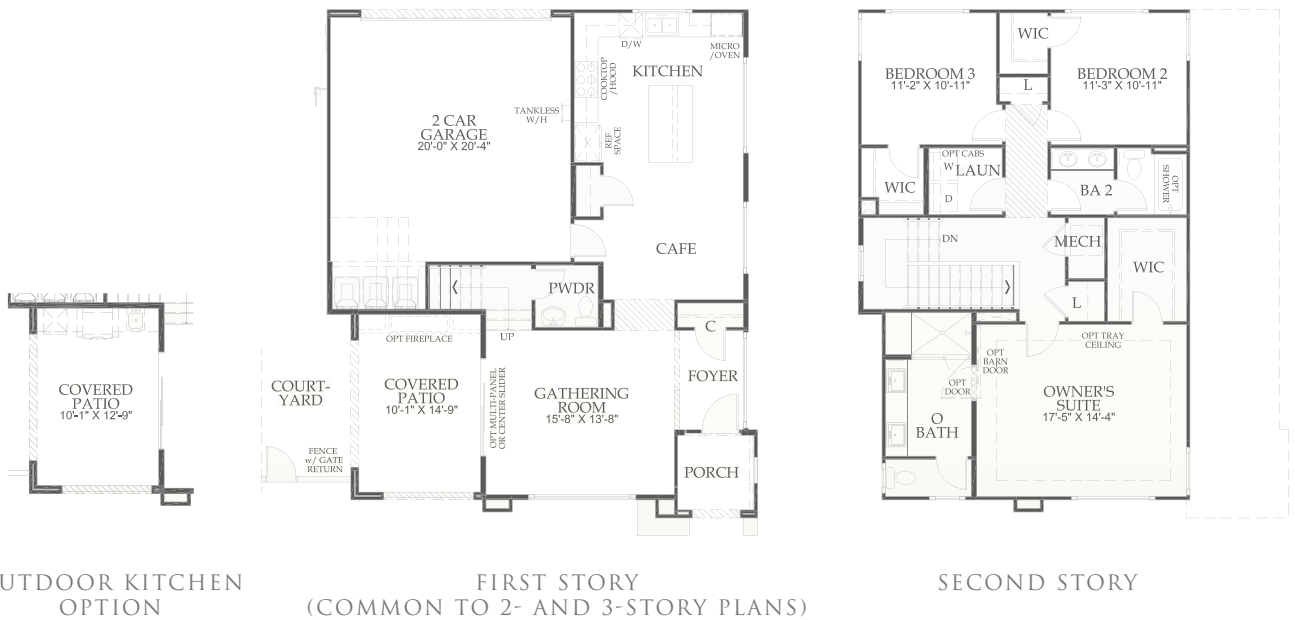 COVERED
PATIO
10'-1" X 12'-9"
UTDOOR KITCHEN
OPTION
2 CAR
GARAGE
20'-0" X 20'-4"
TANKLESS
W/H
D/W
MICRO
/OVEN
KITCHEN
COOKTOP
/HOOD
REF
SPACE
CAFE
PWDR
UP
C
FOYER
PORCH
GATHERING
ROOM
15'-8" X 13'-8"
OPT MULTI-PANEL
OR CENTER SLIDER
OPT FIREPLACE
COVERED
PATIO
10'-1" X 14'-9"
COURT-
YARD
FENCE
w/ GATE
RETURN
FIRST STORY
(COMMON TO 2- AND 3-STORY PLANS)
WIC
BEDROOM 3
11'-2" X 10'-11"
BEDROOM 2
11'-3" X 10'-11"
L
OPT CABS
W
LAUN
D
WIC
BA 2
OPT
SHOWER
DN
MECH
WIC
L
OPT TRAY
CEILING
OPT
BARN
DOOR
OPT
DOOR
OWNER'S
SUITE
17'-5" X 14'-4"
O
BATH
SECOND STORY